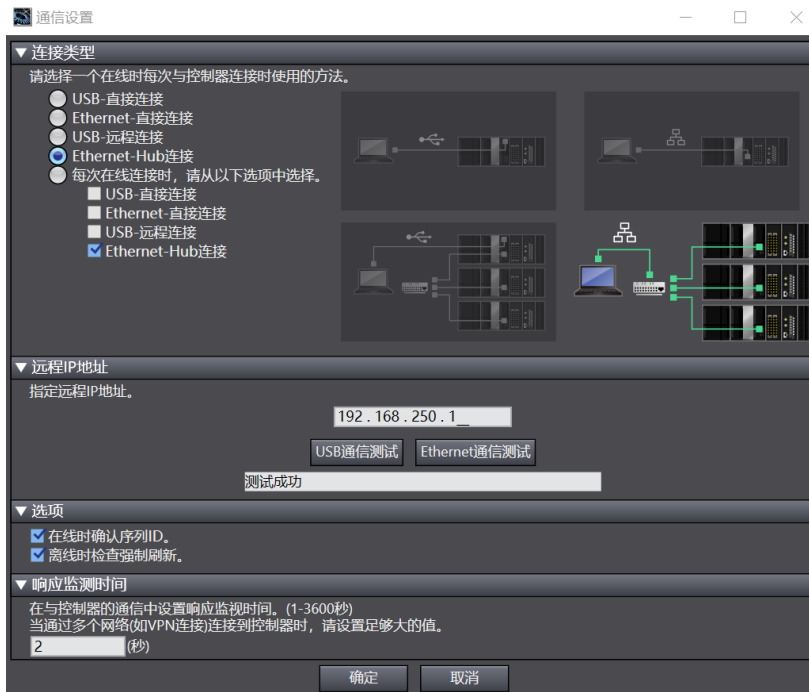 通信设置
▼连接类型
请选择一个在线时每次与控制器连接时使用的方法。
USB-直接连接
Ethernet-直接连接
USB-远程连接
Ethernet-Hub连接
每次在线连接时，请从以下选项中选择。
USB-直接连接
Ethernet-直接连接
USB-远程连接
Ethernet-Hub连接
▼远程IP地址
指定远程IP地址。
192.168.250.1_
USB通信测试 Ethernet通信测试
测试成功
▼选项
在线时确认序列ID。
离线时检查强制刷新。
▼响应监测时间
在与控制器的通信中设置响应监视时间。(1-3600秒)
当通过多个网络(如VPN连接)连接到控制器时，请设置足够大的值。
2 (秒)
确定 取消